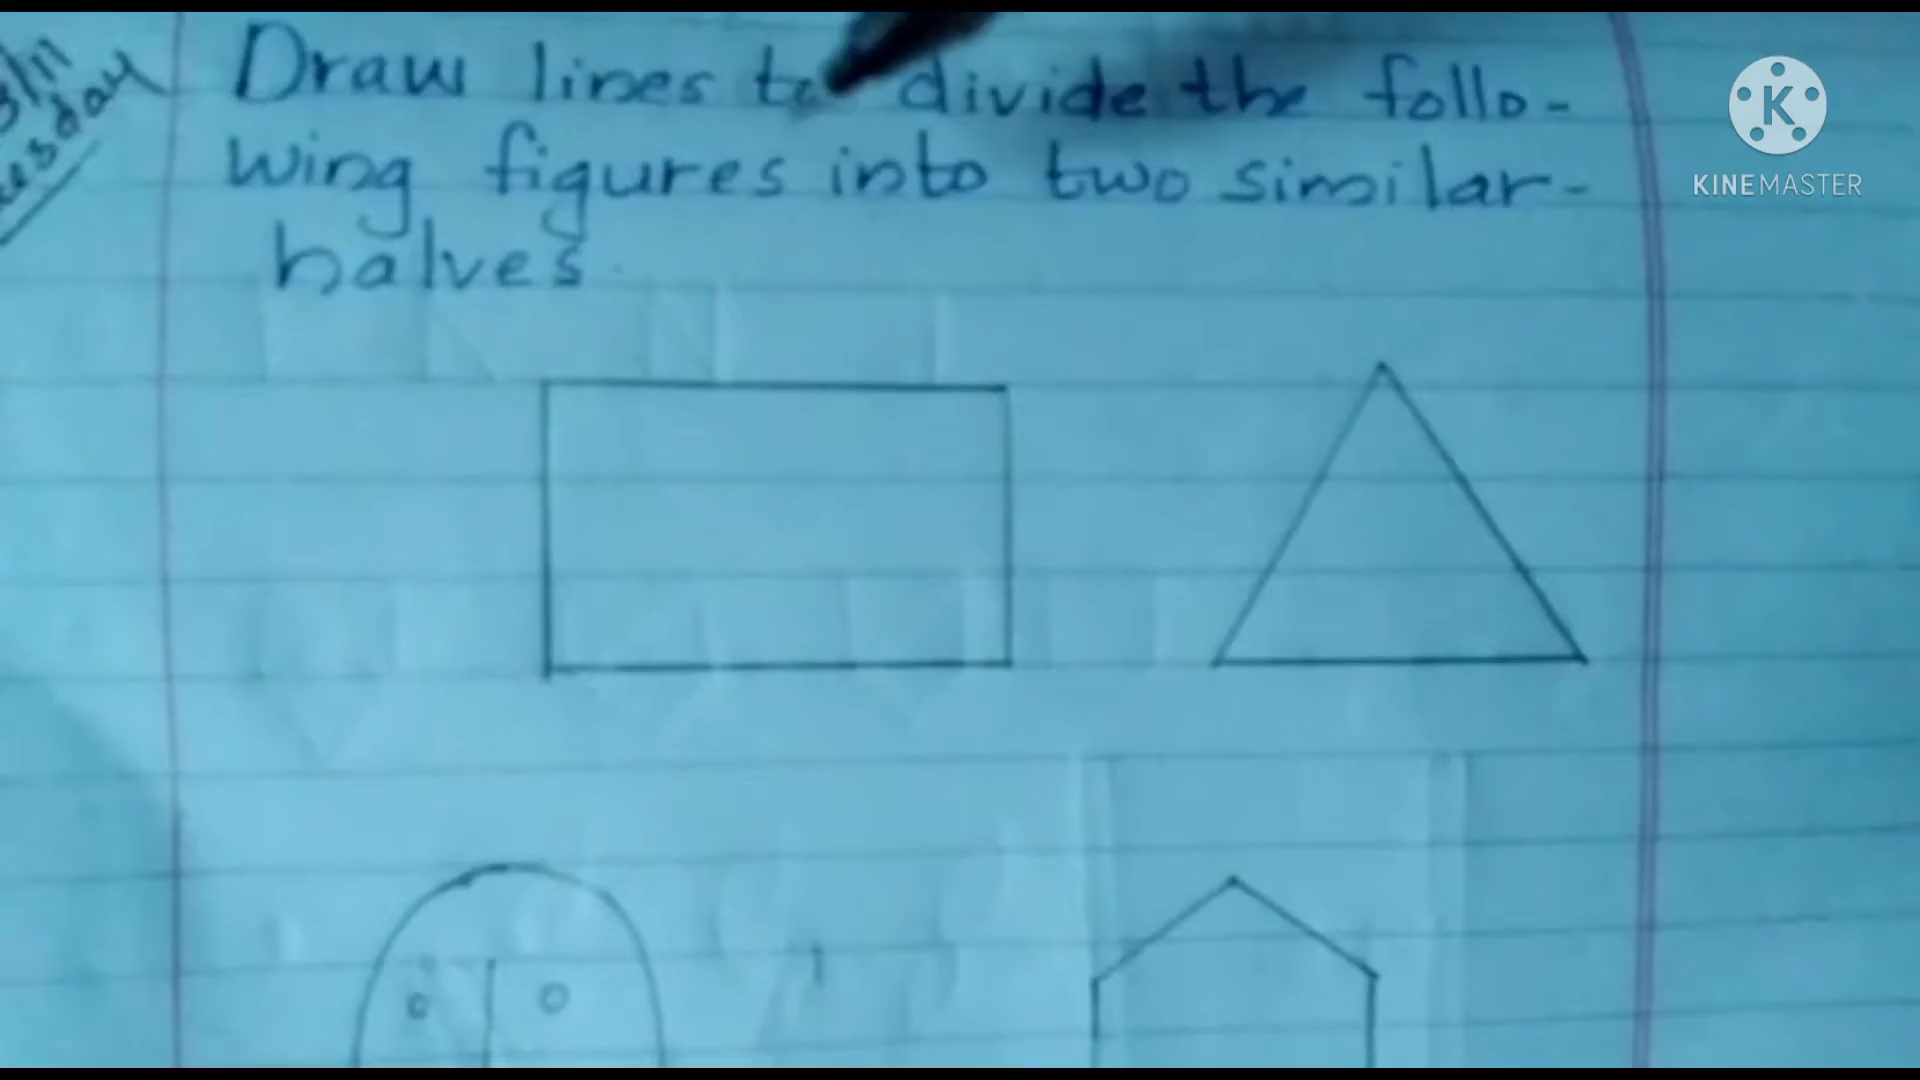 Draw lines to divide the follo-
wing figures into two similar-
halves.
KINEMASTER